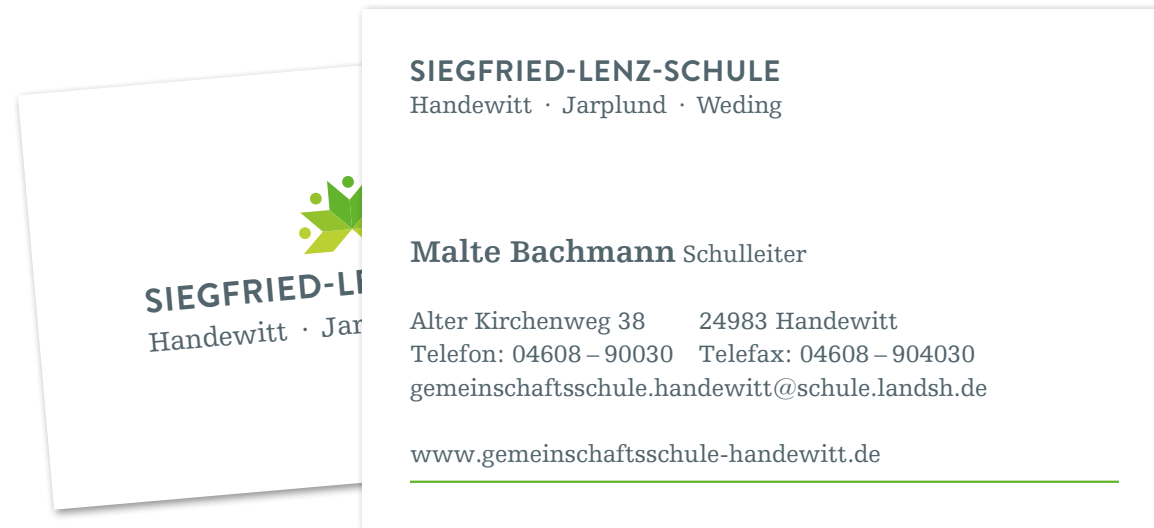 SIEGFRIED-LENZ-SCHULE
Handewitt · Jarplund · Weding
Malte Bachmann Schulleiter
Alter Kirchenweg 38 24983 Handewitt
Telefon: 04608 – 90030 Telefax: 04608 – 904030
gemeinschaftsschule.handewitt@schule.landsh.de
www.gemeinschaftsschule-handewitt.de
SIEGFRIED-LE
Handewitt · Jar